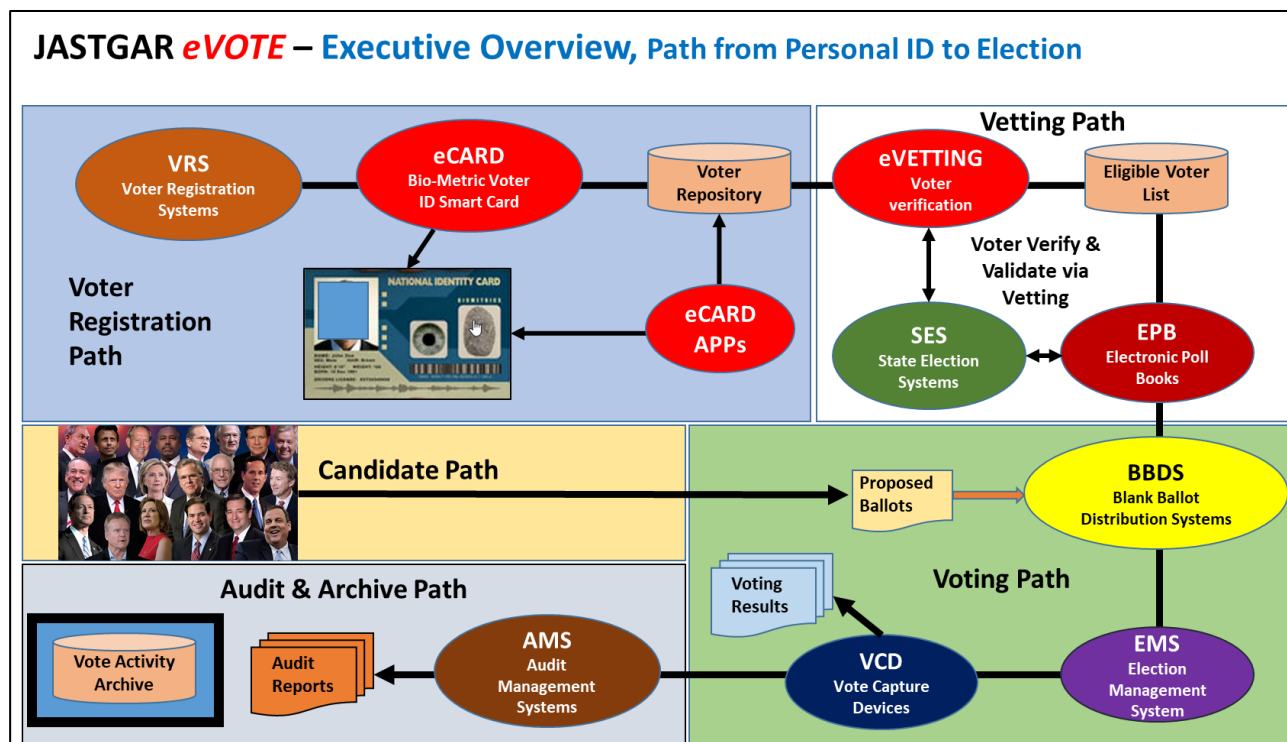 JASTGAR eVOTE – Executive Overview, Path from Personal ID to Election
VRS
Voter Registration
Systems
eCARD
Bio-Metric Voter
ID Smart Card
Voter
Repository
Voter
Registration
Path
NATIONAL IDENTITY CARD
BIOMETRICS
NAME: John Doe
eCARD
APPs
Vetting Path
eVETTING
Voter
verification
Eligible Voter
List
Voter Verify &
Validate via
Vetting
SES
State Election
Systems
EPB
Electronic Poll
Books
Candidate Path
Proposed
Ballots
BBDS
Blank Ballot
Distribution Systems
Voting Path
Voting
Results
VCD
Vote Capture
Devices
EMS
Election
Management
System
Audit & Archive Path
Vote Activity
Archive
Audit
Reports
AMS
Audit
Management
Systems